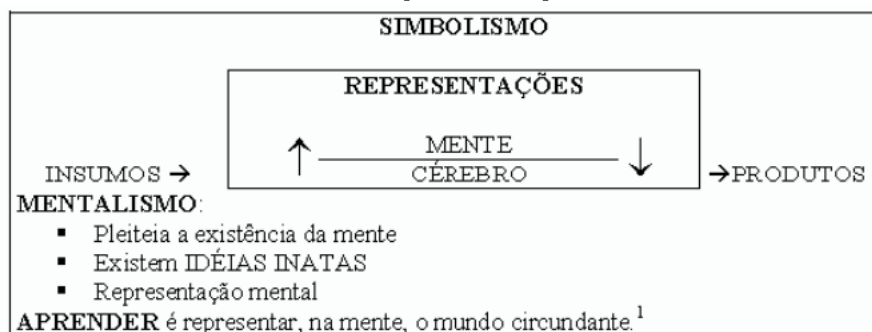 SIMBOLISMO
REPRESENTAÇÕES
MENTE
INSUMOS → CÉREBRO →PRODUTOS
MENTALISMO:
▪ Pleiteia a existência da mente
▪ Existem IDÉIAS INATAS
▪ Representação mental
APRENDER é representar, na mente, o mundo circundante.¹